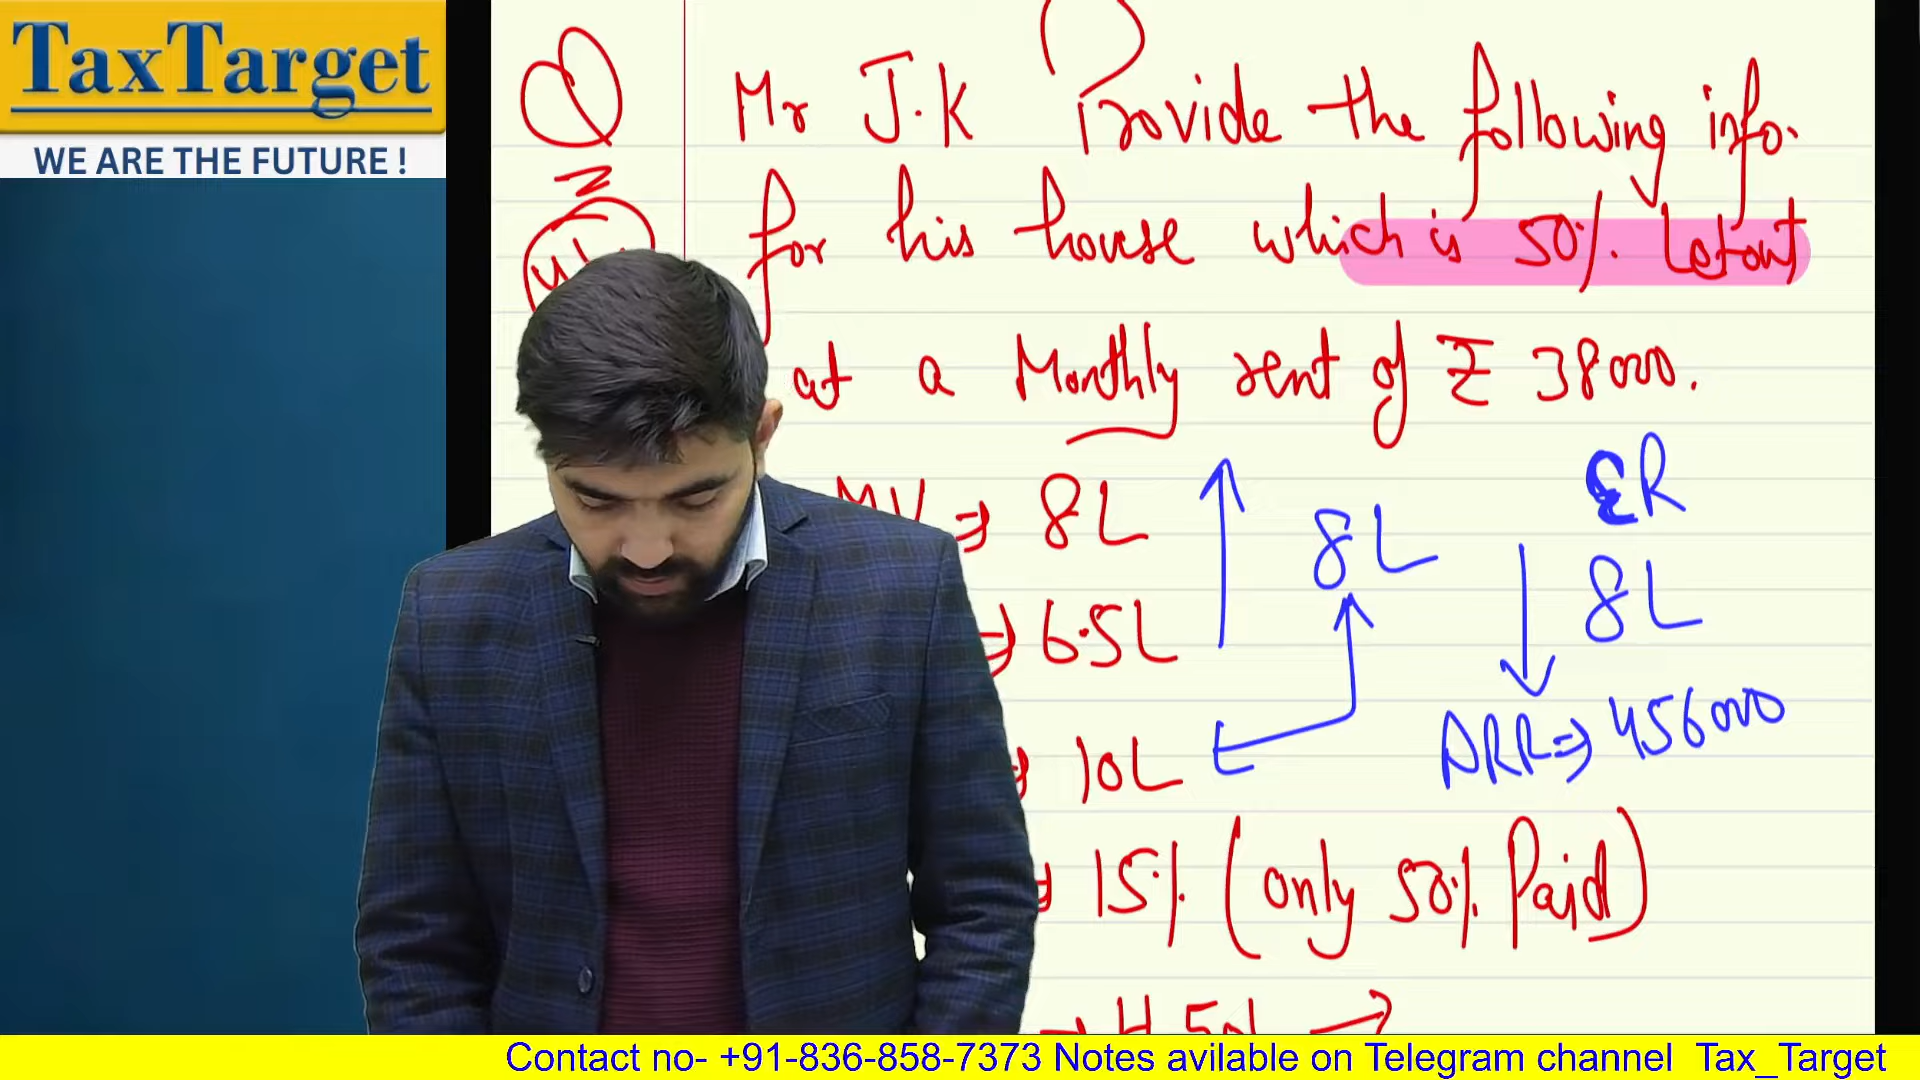 TaxTarget
WE ARE THE FUTURE !
Q
Mr J.K Provide the following info.
for his house which is 50% Letout
at a Monthly rent of ₹ 38000.
MV ⇒ 8L
8L
ER
8L
⇒ 6.5L
ARR ⇒ 456000
⇒ 10L
15% (only 50% Paid)
Contact no- +91-836-858-7373 Notes avilable on Telegram channel Tax_Target